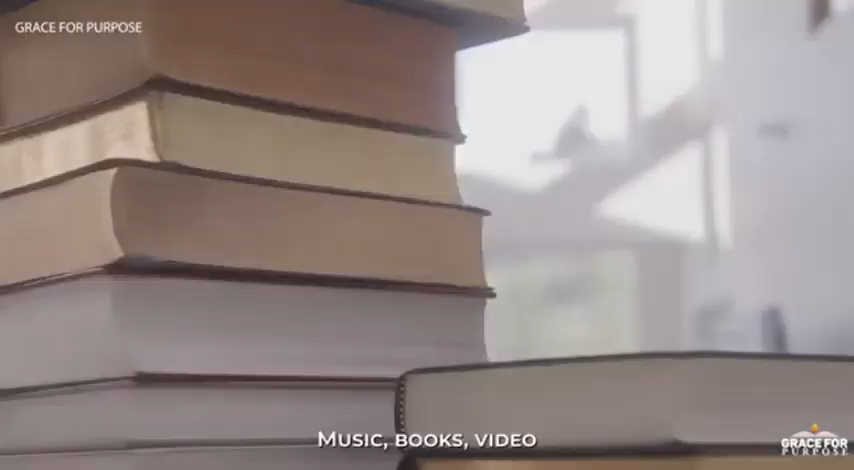 GRACE FOR PURPOSE
Music, books, video
GRACE FOR
PURPOSE